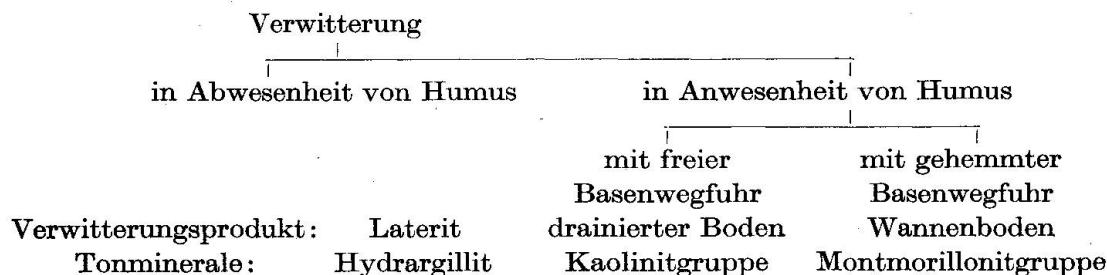 Verwitterung
in Abwesenheit von Humus in Anwesenheit von Humus
mit freier mit gehemmter
Basenwegfuhr Basenwegfuhr
Verwitterungsprodukt: Laterit drainierter Boden Wannenboden
Tonminerale: Hydrargillit Kaolinitgruppe Montmorillonitgruppe